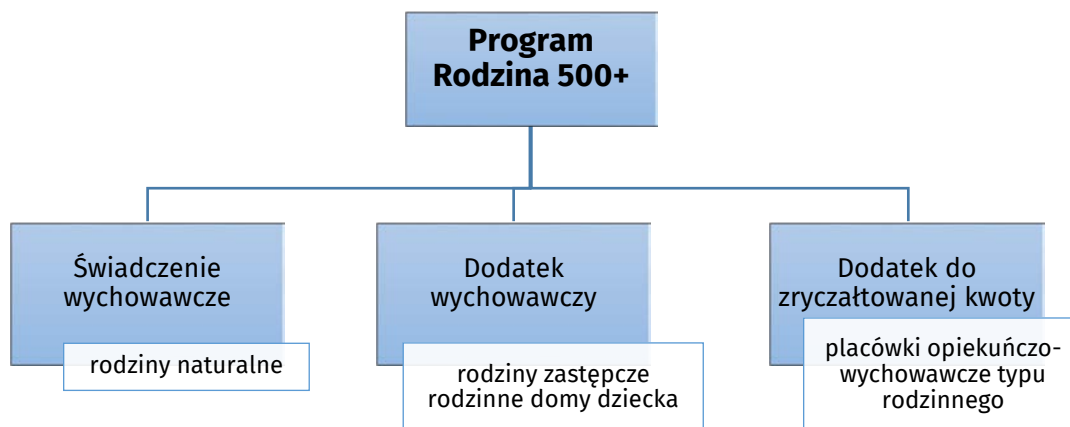 Program
Rodzina 500+
Świadczenie
wychowawcze
rodziny naturalne
Dodatek
wychowawczy
rodziny zastępcze
rodzinne domy dziecka
Dodatek do
zryczałtowanej kwoty
placówki opiekuńczo-
wychowawcze typu
rodzinnego